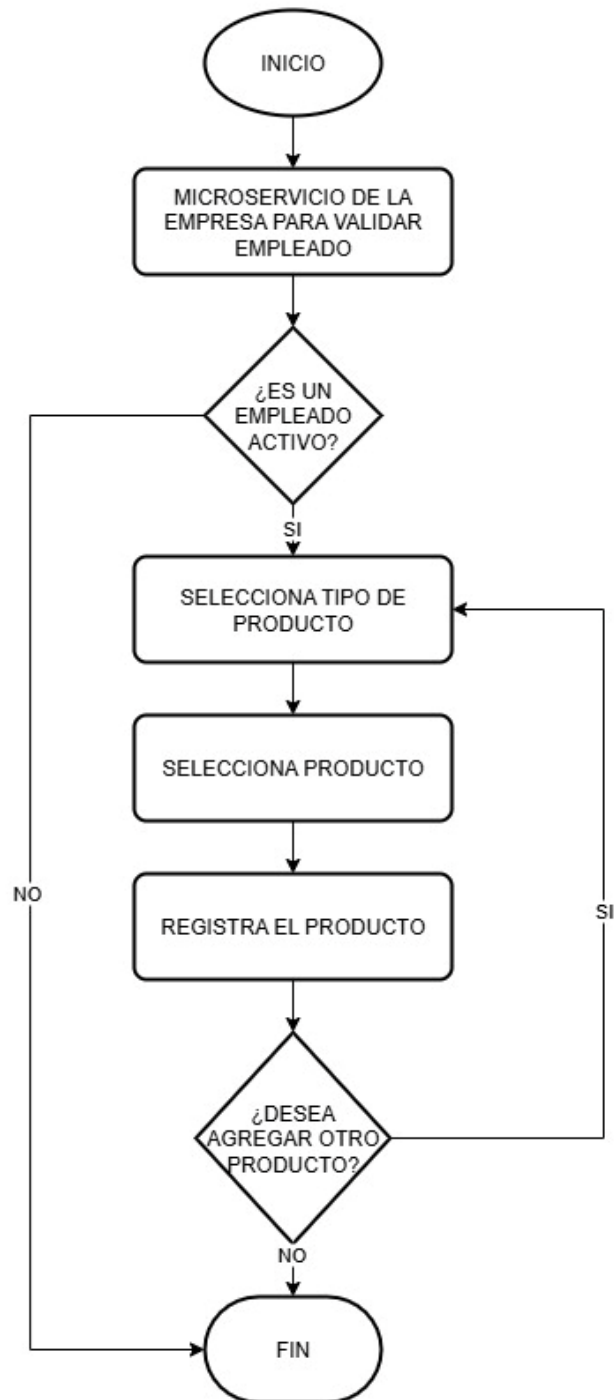 INICIO
MICROSERVICIO DE LA
EMPRESA PARA VALIDAR
EMPLEADO
¿ES UN
EMPLEADO
ACTIVO?
SI
SELECCIONA TIPO DE
PRODUCTO
SELECCIONA PRODUCTO
NO
REGISTRA EL PRODUCTO
SI
¿DESEA
AGREGAR OTRO
PRODUCTO?
NO
FIN